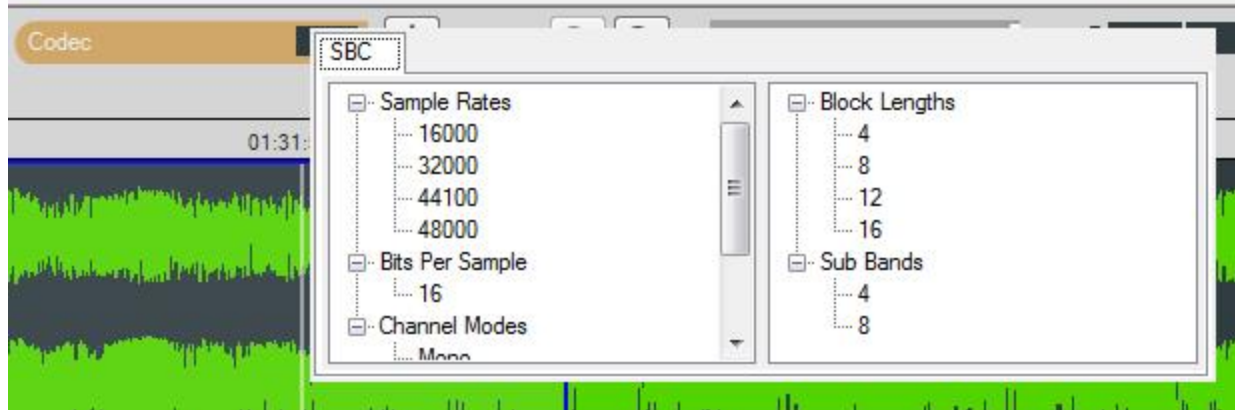 Codec
SBC
01:31:
Sample Rates
16000
32000
44100
48000
Bits Per Sample
16
Channel Modes
Mono
Block Lengths
4
8
12
16
Sub Bands
4
8